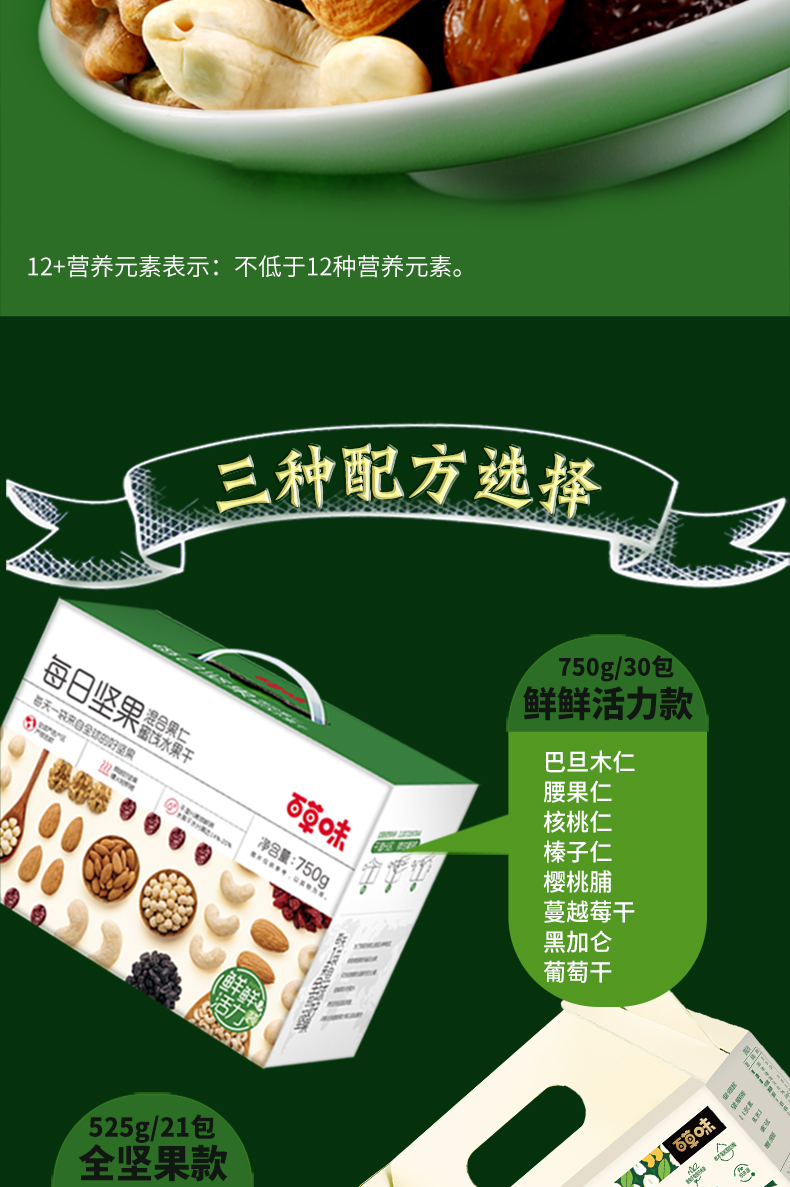 12+营养元素表示：不低于12种营养元素。
三种配方选择
每日坚果
混合果仁
蜜饯水果干
每天一袋来自全球的好坚果
百草味
净含量:750g
鲜鲜
活力
750g/30包
鲜鲜活力款
巴旦木仁
腰果仁
核桃仁
榛子仁
樱桃脯
蔓越莓干
黑加仑
葡萄干
百草味
525g/21包
全坚果款